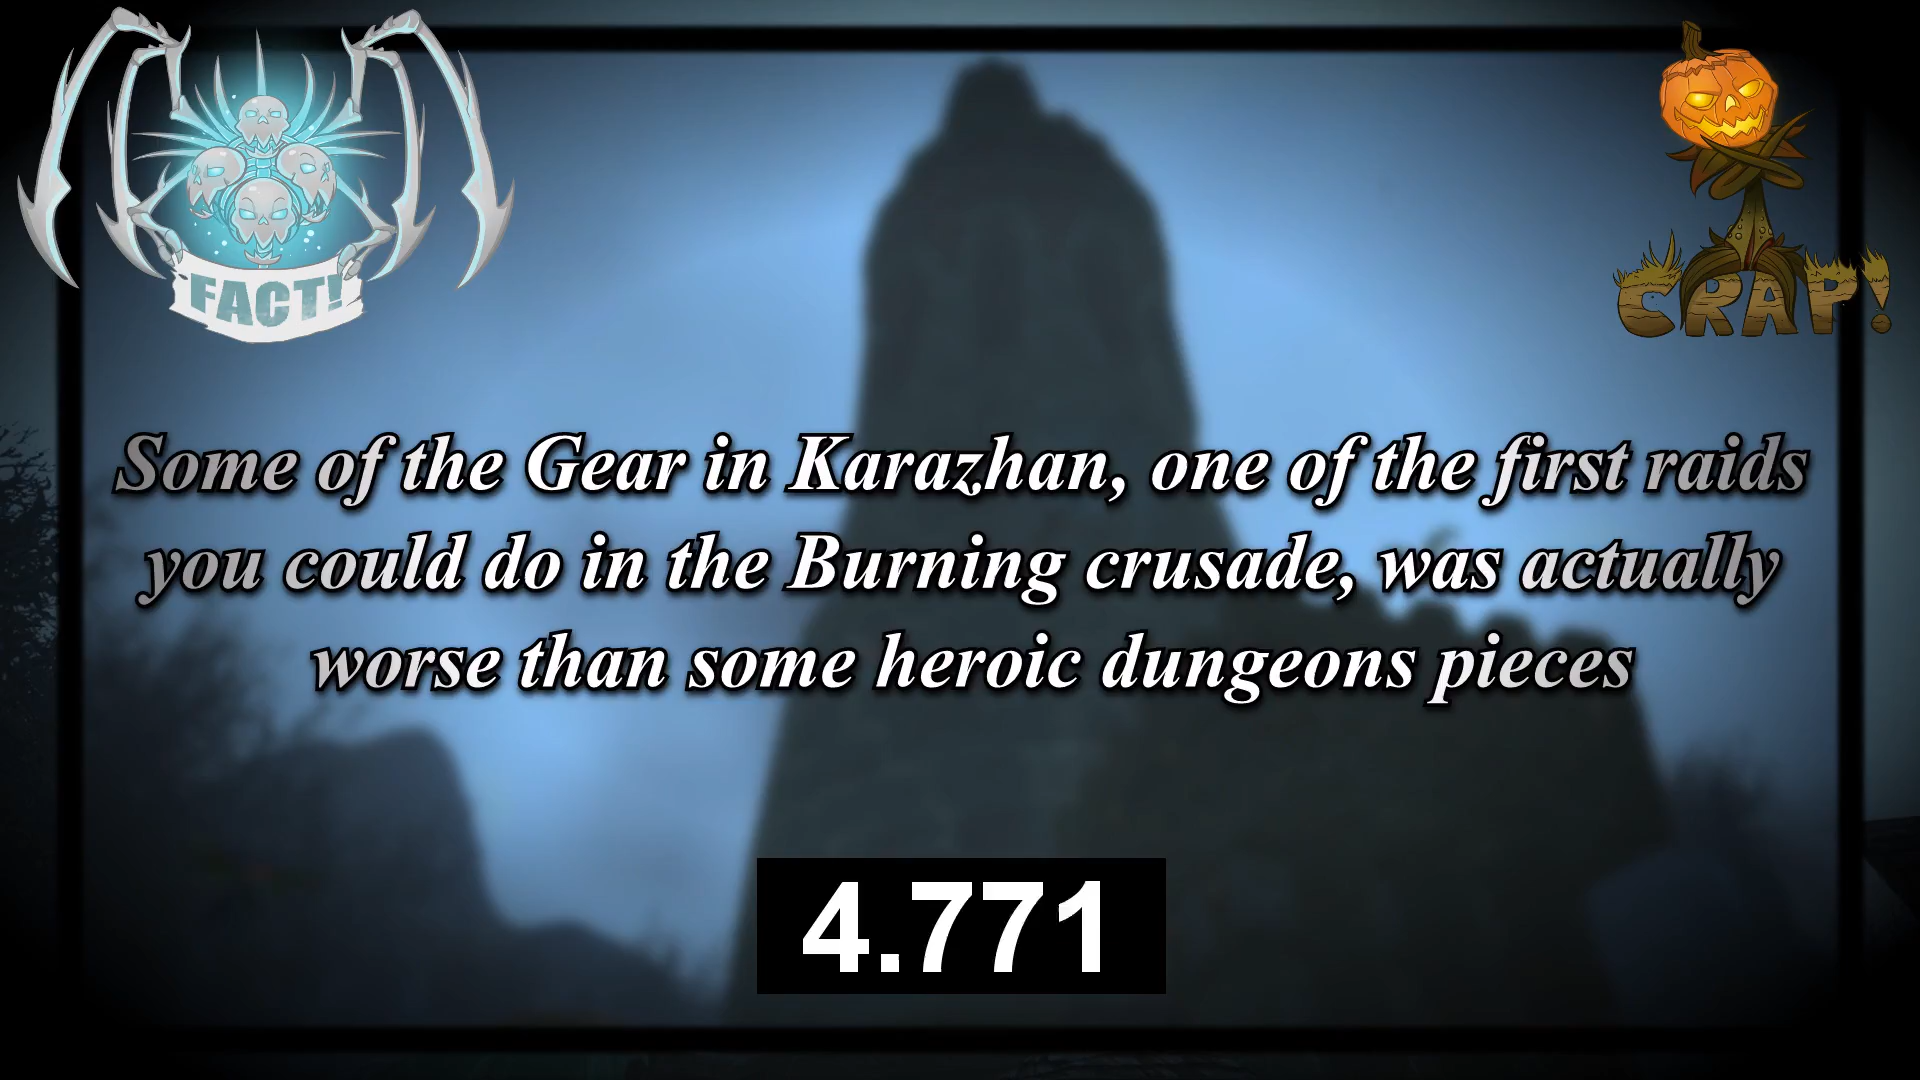 FACT!
CRAP!
Some of the Gear in Karazhan, one of the first raids
you could do in the Burning crusade, was actually
worse than some heroic dungeons pieces
4.771